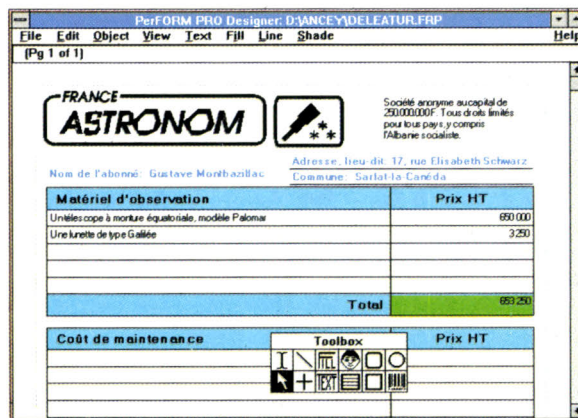 PerFORM PRO Designer: D:\ANCEY\DELEATUR.FRP
File Edit Object View Text Fill Line Shade Help
(Pg 1 of 1)
FRANCE
ASTRONOM
Société anonyme au capital de
250.000.000 F. Tous droits limités
pour tous pays, y compris
l'Albanie socialiste.
Nom de l'abonné: Gustave Montbazillac
Adresse, lieu-dit: 17, rue Elisabeth Schwarz
Commune: Sarlat-la-Canéda
Matériel d'observation Prix HT
Un télescope à monture équatoriale, modèle Palomar 650 000
Une lunette de type Galilée 3 250
Total 653 250
Coût de maintenance Prix HT
Toolbox
TEXT